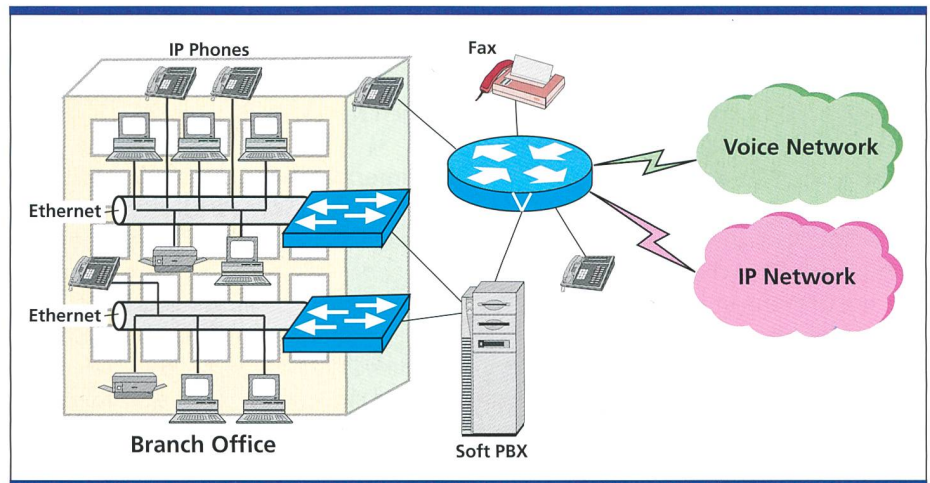 IP Phones
Fax
Voice Network
Ethernet
IP Network
Ethernet
V
Branch Office
Soft PBX